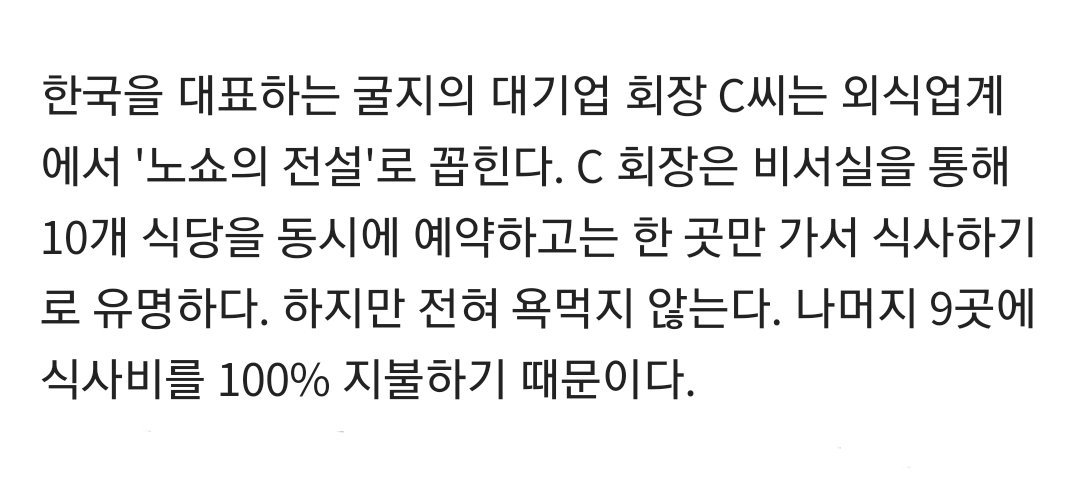 한국을 대표하는 굴지의 대기업 회장 C씨는 외식업계
에서 '노쇼의 전설'로 꼽힌다. C 회장은 비서실을 통해
10개 식당을 동시에 예약하고는 한 곳만 가서 식사하기
로 유명하다. 하지만 전혀 욕먹지 않는다. 나머지 9곳에
식사비를 100% 지불하기 때문이다.